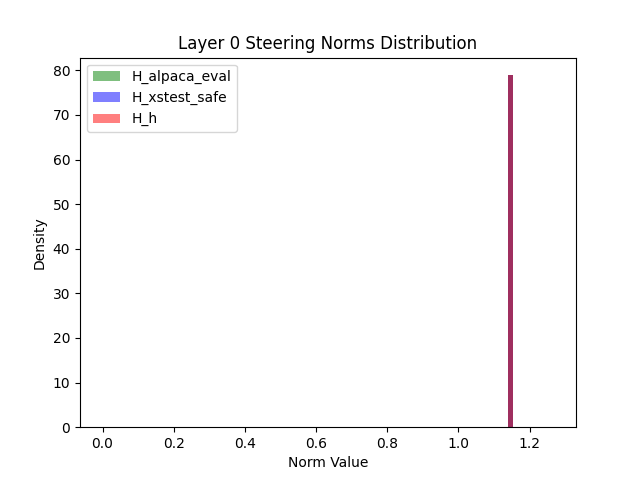 Layer 0 Steering Norms Distribution
H_alpaca_eval
H_xstest_safe
H_h
Density
80
70
60
50
40
30
20
10
0
0.0 0.2 0.4 0.6 0.8 1.0 1.2
Norm Value